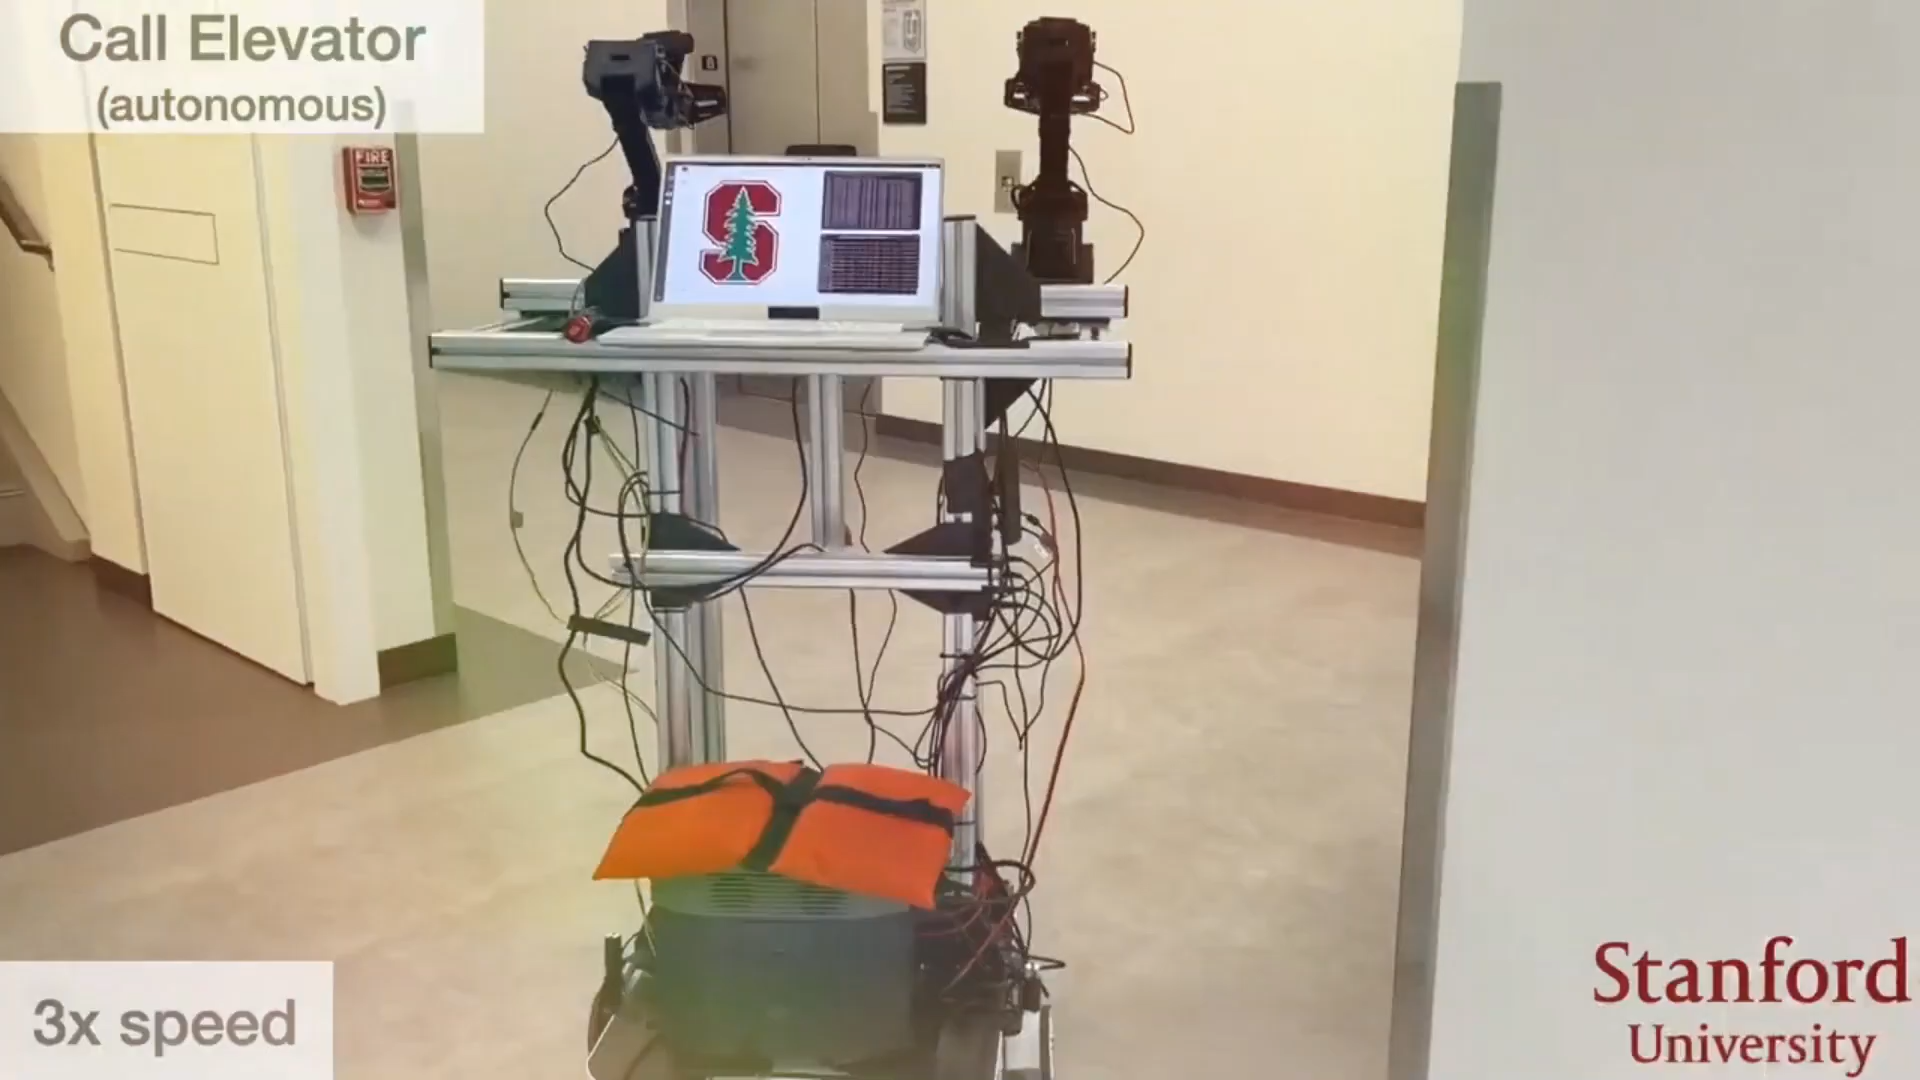 Call Elevator
(autonomous)
FIRE
S
3x speed
Stanford
University